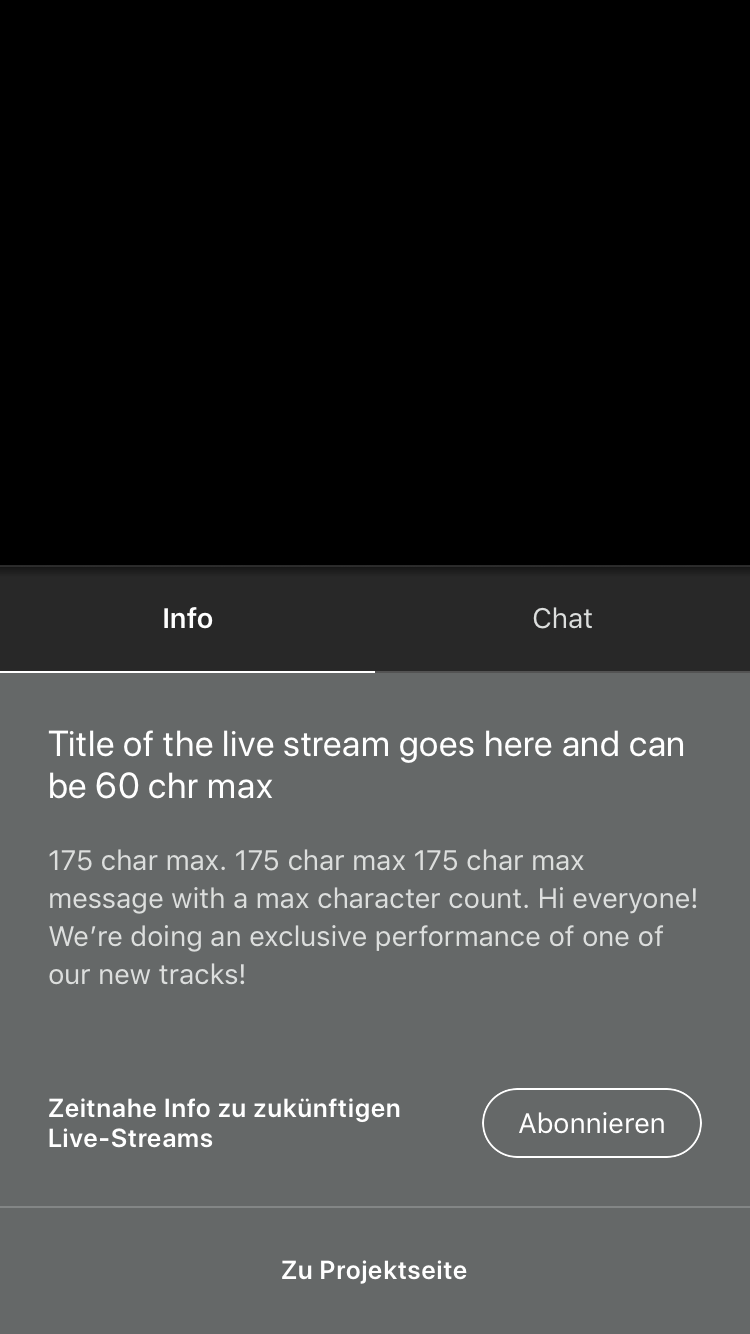 Info
Chat
Title of the live stream goes here and can
be 60 chr max
175 char max. 175 char max 175 char max
message with a max character count. Hi everyone!
We’re doing an exclusive performance of one of
our new tracks!
Zeitnahe Info zu zukünftigen
Live-Streams
Abonnieren
Zu Projektseite